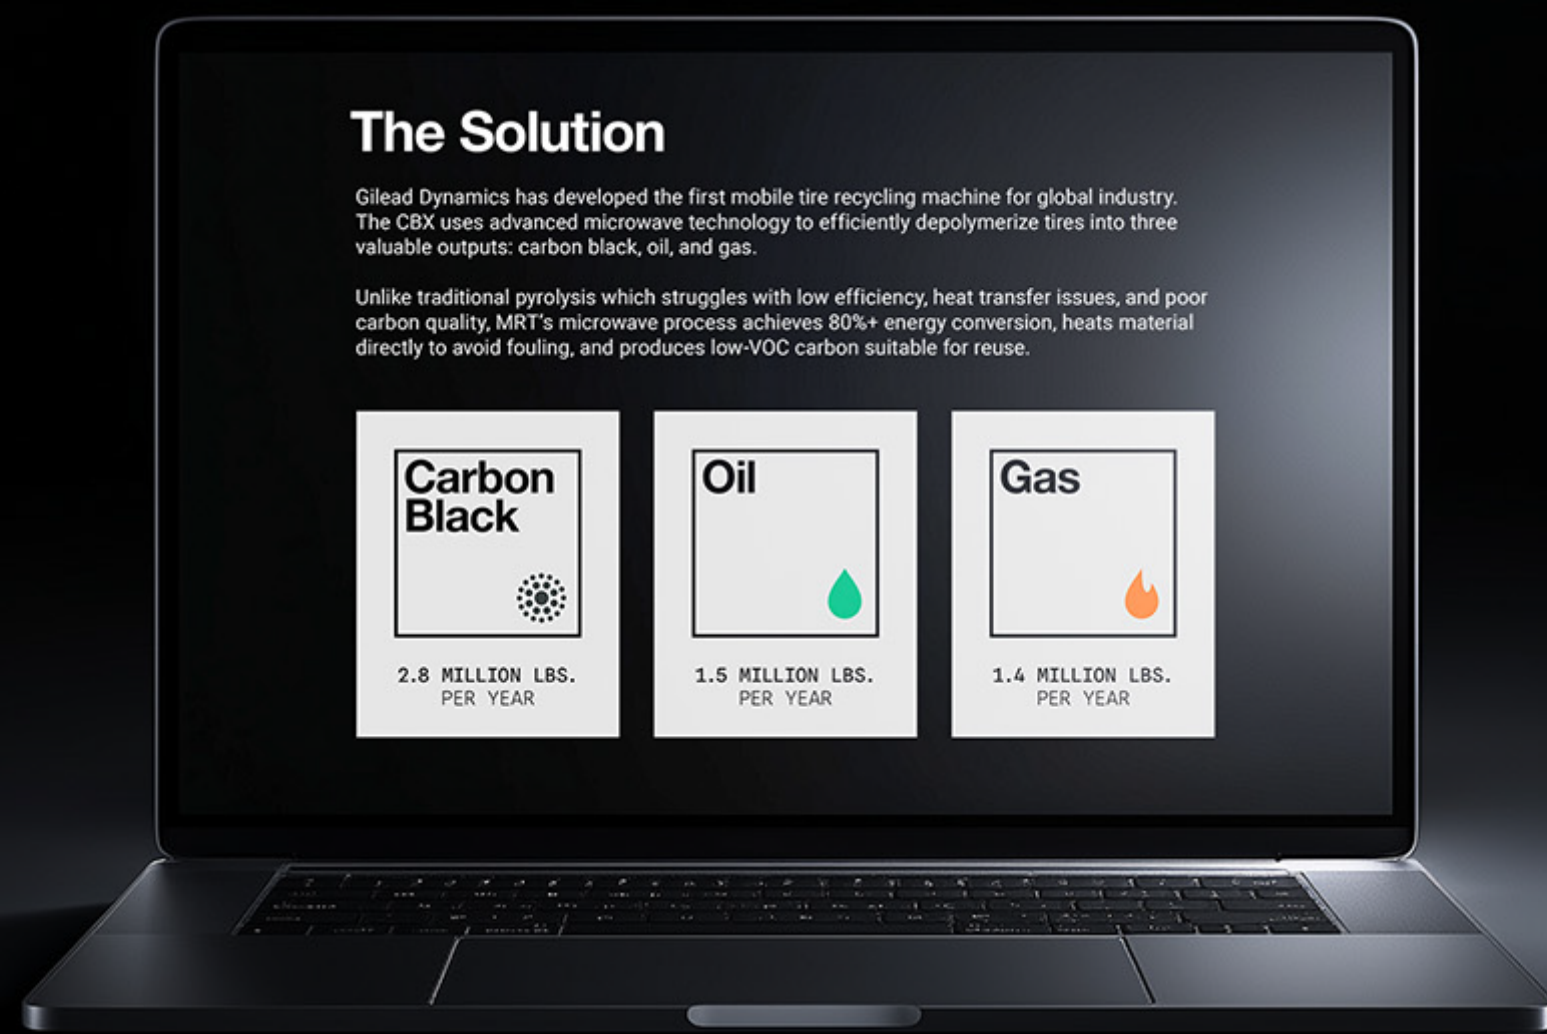 The Solution
Gilead Dynamics has developed the first mobile tire recycling machine for global industry.
The CBX uses advanced microwave technology to efficiently depolymerize tires into three
valuable outputs: carbon black, oil, and gas.
Unlike traditional pyrolysis which struggles with low efficiency, heat transfer issues, and poor
carbon quality, MRT's microwave process achieves 80%+ energy conversion, heats material
directly to avoid fouling, and produces low-VOC carbon suitable for reuse.
Carbon
Black
2.8 MILLION LBS.
PER YEAR
Oil
1.5 MILLION LBS.
PER YEAR
Gas
1.4 MILLION LBS.
PER YEAR